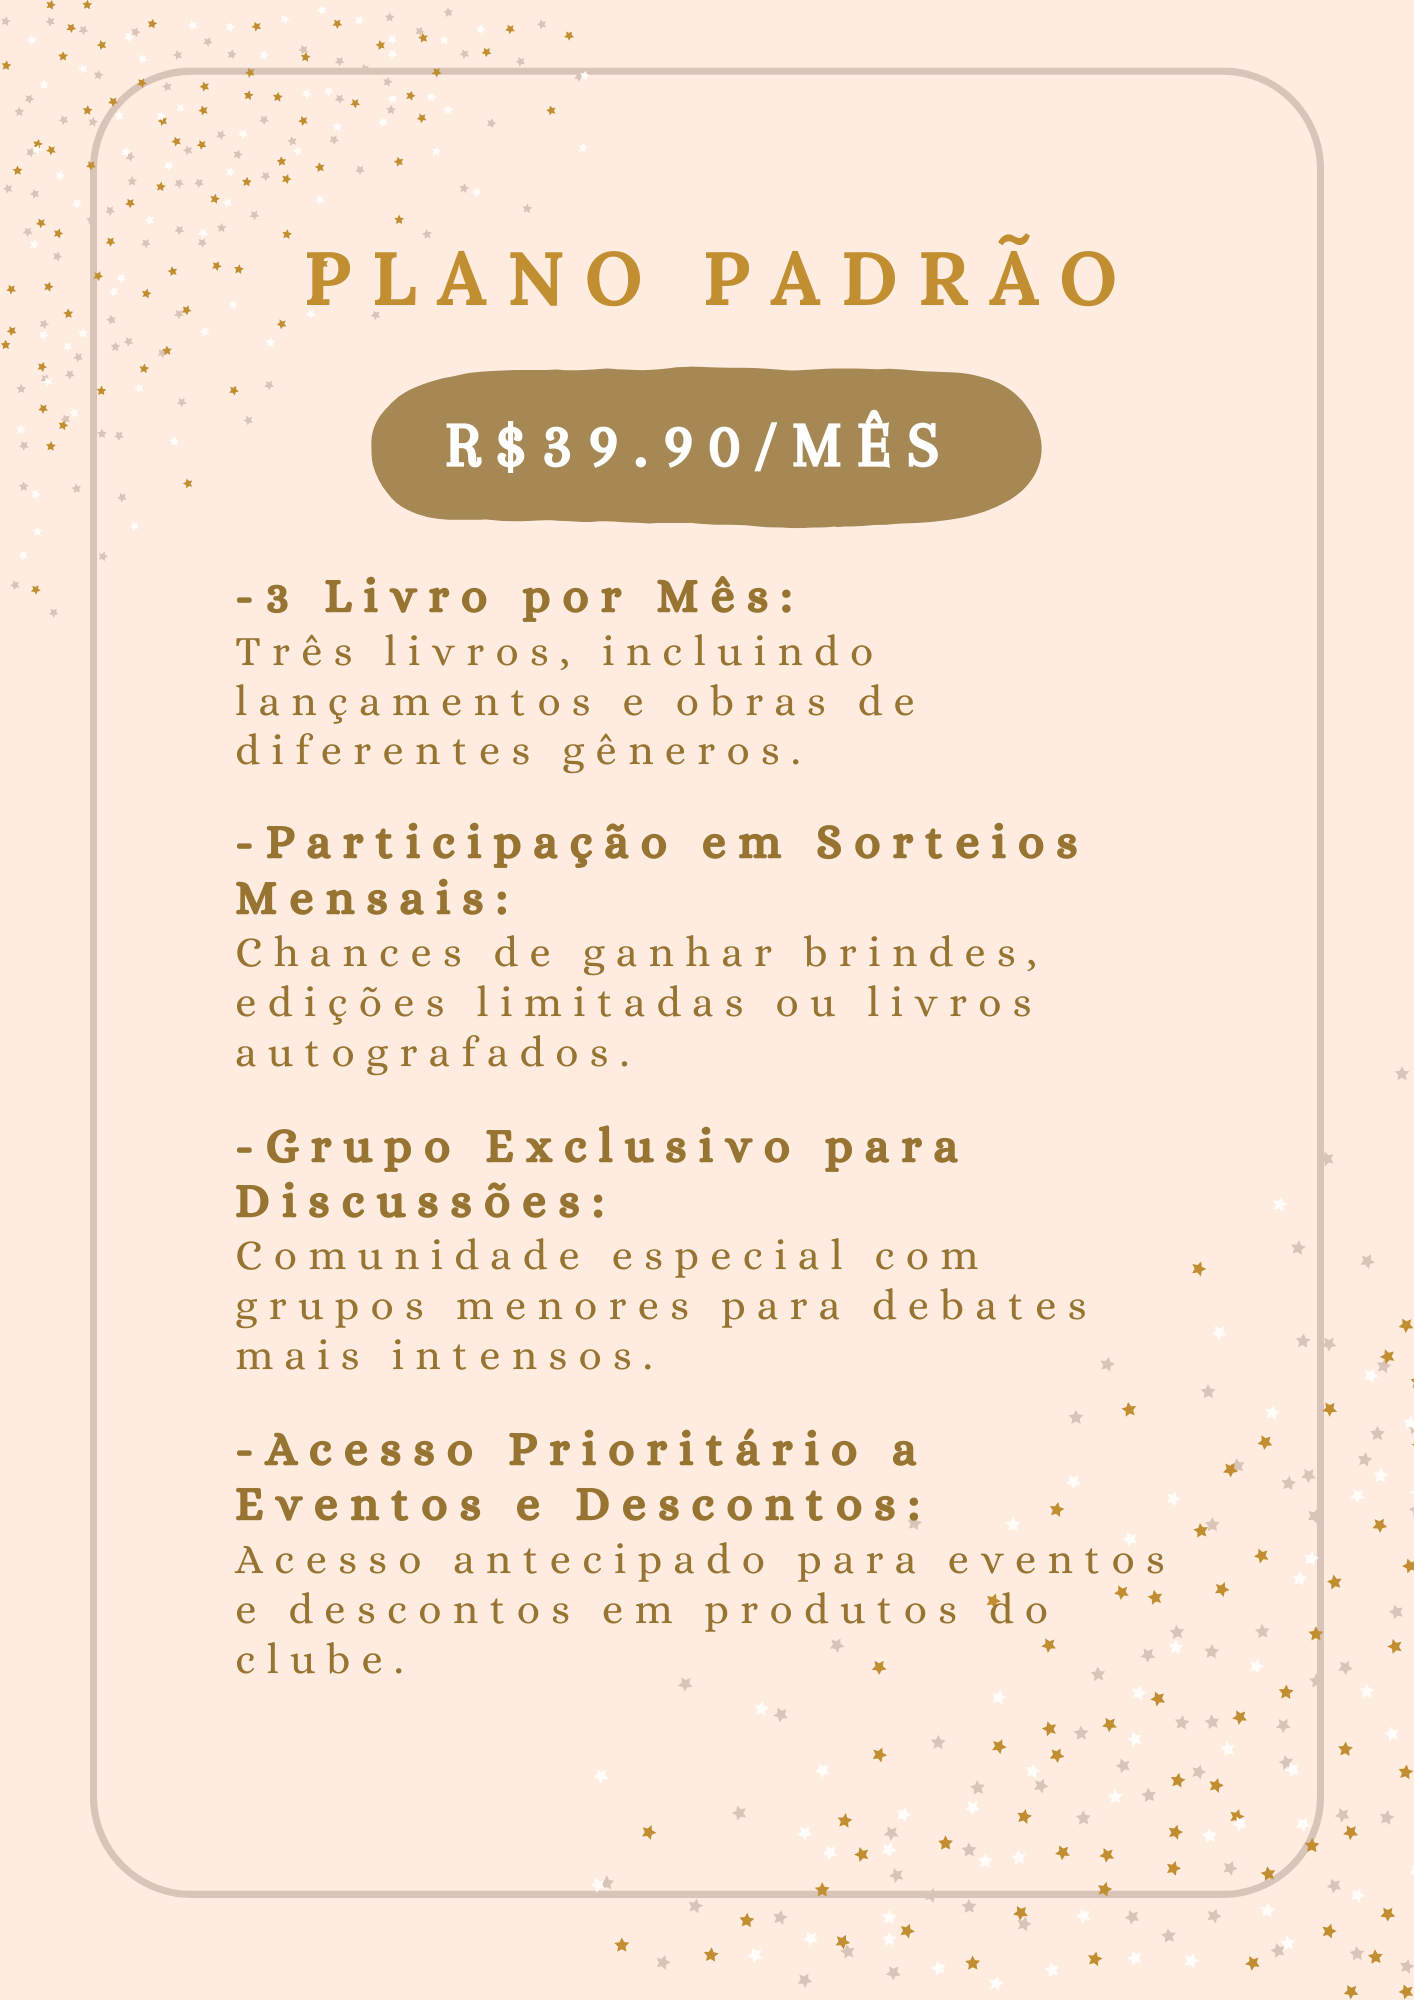 PLANO PADRÃO
R$39.90/MÊS
-3 Livro por Mês:
Três livros, incluindo
lançamentos e obras de
diferentes gêneros.
-Participação em Sorteios
Mensais:
Chances de ganhar brindes,
edições limitadas ou livros
autografados.
-Grupo Exclusivo para
Discussões:
Comunidade especial com
grupos menores para debates
mais intensos.
-Acesso Prioritário a
Eventos e Descontos:
Acesso antecipado para eventos
e descontos em produtos do
clube.